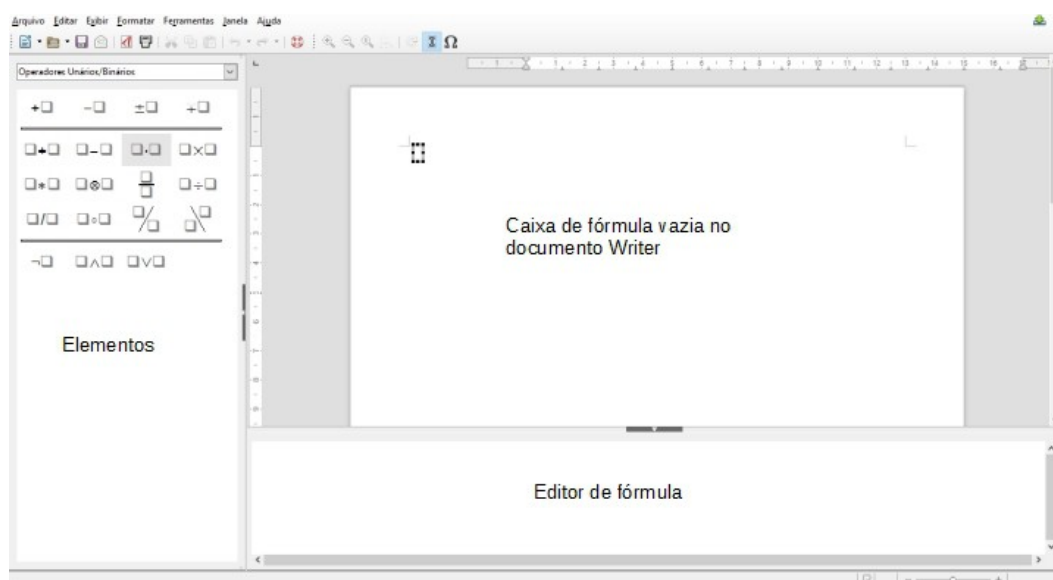 Arquivo Editar Exibir Formatar Ferramentas Janela Ajuda
Operadores Unários/Binários
Caixa de fórmula vazia no
documento Writer
Elementos
Editor de fórmula